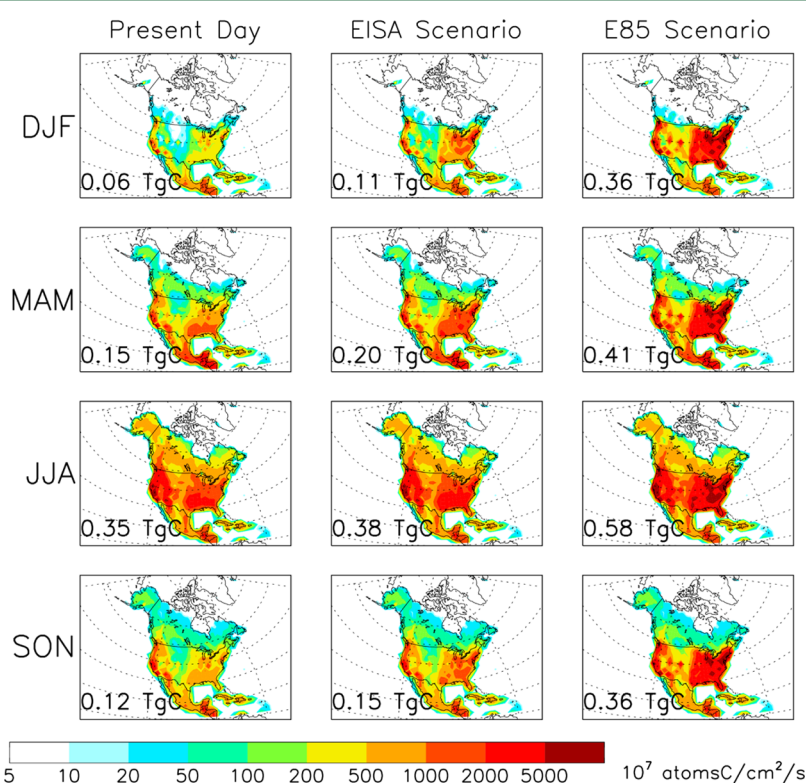 Present Day EISA Scenario E85 Scenario
DJF
0.06 TgC 0.11 TgC 0.36 TgC
MAM
0.15 TgC 0.20 TgC 0.41 TgC
JJA
0.35 TgC 0.38 TgC 0.58 TgC
SON
0.12 TgC 0.15 TgC 0.36 TgC
5 10 20 50 100 200 500 1000 2000 5000 10⁷ atomsC/cm²/s